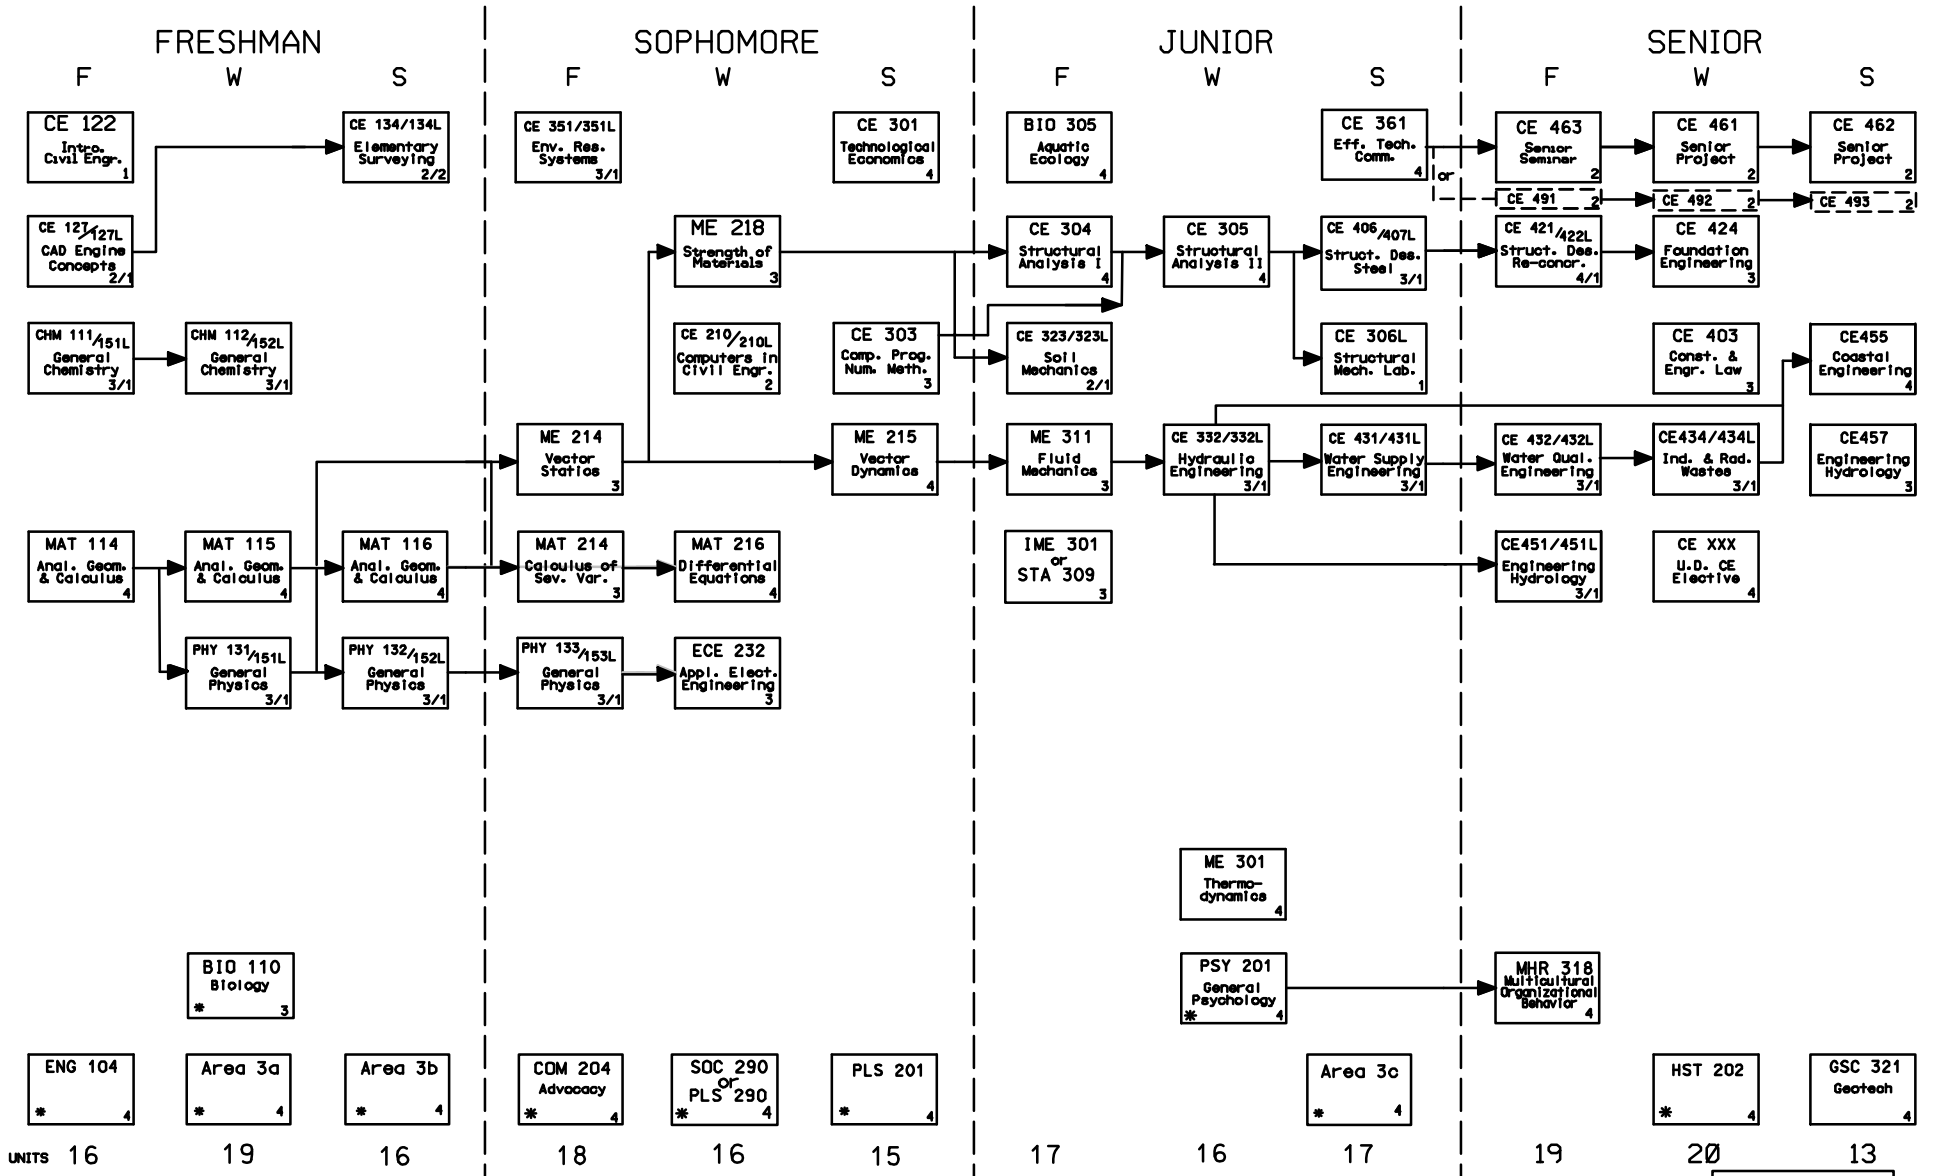 FRESHMAN
SOPHOMORE
JUNIOR
SENIOR
F
W
S
F
W
S
F
W
S
F
W
S
CE 122
Intro.
Civil Engr.
1
CE 134/134L
Elementary
Surveying
2/2
CE 351/351L
Env. Res.
Systems
3/1
CE 301
Technological
Economics
4
BIO 305
Aquatic
Ecology
4
CE 361
Eff. Tech.
Comm.
4
or
CE 463
Senior
Seminar
2
CE 461
Senior
Project
2
CE 462
Senior
Project
2
CE 491 2
CE 492 2
CE 493 2
CE 127/127L
CAD Engine
Concepts
2/1
ME 218
Strength of
Materials
3
CE 304
Structural
Analysis I
4
CE 305
Structural
Analysis II
4
CE 406/407L
Struct. Des.
Steel
3/1
CE 421/422L
Struct. Des.
Re-concr.
4/1
CE 424
Foundation
Engineering
3
CHM 111/151L
General
Chemistry
3/1
CHM 112/152L
General
Chemistry
3/1
CE 210/210L
Computers in
Civil Engr.
2
CE 303
Comp. Prog.
Num. Meth.
3
CE 323/323L
Soil
Mechanics
2/1
CE 306L
Structural
Mech. Lab.
1
CE 403
Const. &
Engr. Law
3
CE455
Coastal
Engineering
4
ME 214
Vector
Statics
3
ME 215
Vector
Dynamics
4
ME 311
Fluid
Mechanics
3
CE 332/332L
Hydraulic
Engineering
3/1
CE 431/431L
Water Supply
Engineering
3/1
CE 432/432L
Water Qual.
Engineering
3/1
CE434/434L
Ind. & Rad.
Wastes
3/1
CE457
Engineering
Hydrology
3
MAT 114
Anal. Geom.
& Calculus
4
MAT 115
Anal. Geom.
& Calculus
4
MAT 116
Anal. Geom.
& Calculus
4
MAT 214
Calculus of
Sev. Var.
3
MAT 216
Differential
Equations
4
IME 301
or
STA 309
3
CE451/451L
Engineering
Hydrology
3/1
CE XXX
U.D. CE
Elective
4
PHY 131/151L
General
Physics
3/1
PHY 132/152L
General
Physics
3/1
PHY 133/153L
General
Physics
3/1
ECE 232
Appl. Elect.
Engineering
3
ME 301
Thermo-
dynamics
4
BIO 110
Biology
* 3
PSY 201
General
Psychology
* 4
MHR 318
Multicultural
Organizational
Behavior
4
ENG 104
* 4
Area 3a
* 4
Area 3b
* 4
COM 204
Advocacy
* 4
SOC 290
or
PLS 290
* 4
PLS 201
* 4
Area 3c
* 4
HST 202
* 4
GSC 321
Geotech
4
UNITS 16 19 16 18 16 15 17 16 17 19 20 13